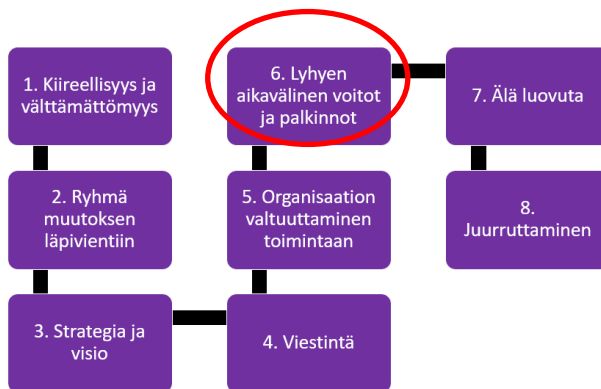 1. Kiireellisyys ja
välttämättömyys
2. Ryhmä
muutoksen
läpivientiin
3. Strategia ja
visio
4. Viestintä
5. Organisaation
valtuuttaminen
toimintaan
6. Lyhyen
aikavälinen voitot
ja palkinnot
7. Älä luovuta
8.
Juurruttaminen